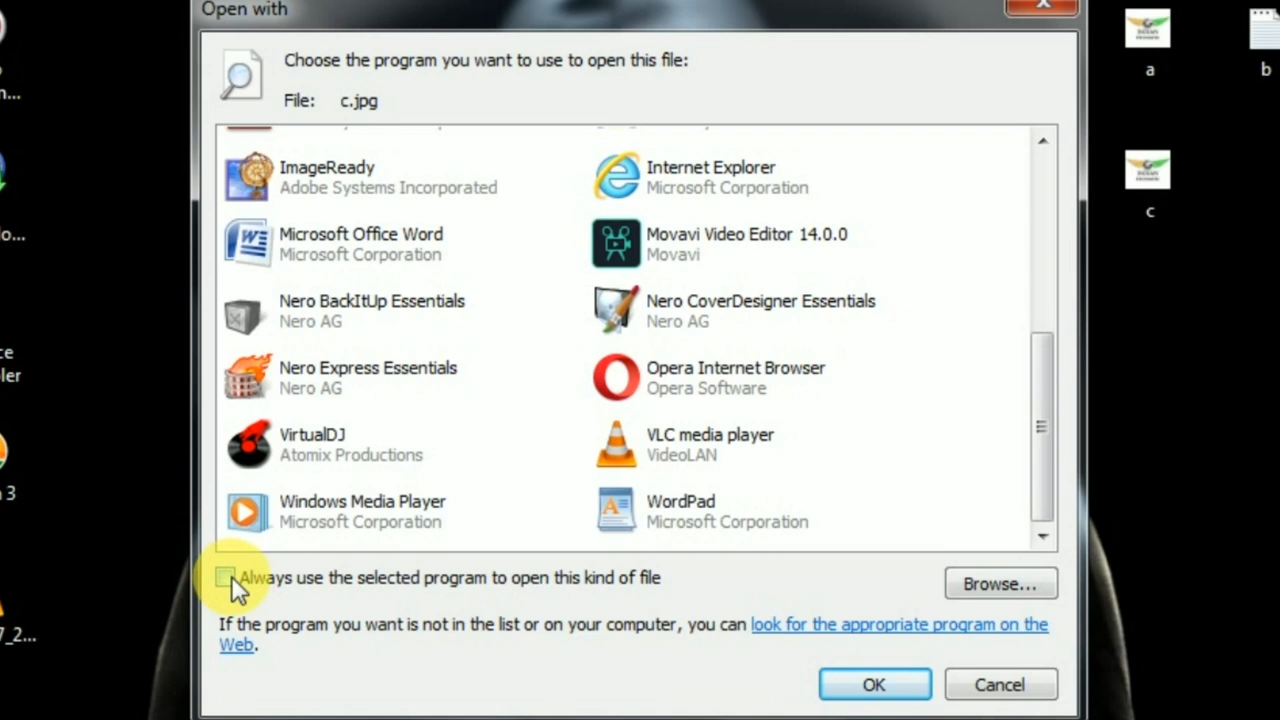 Open with
Choose the program you want to use to open this file:
File: c.jpg
ImageReady
Adobe Systems Incorporated
Internet Explorer
Microsoft Corporation
Microsoft Office Word
Microsoft Corporation
Movavi Video Editor 14.0.0
Movavi
Nero BackItUp Essentials
Nero AG
Nero CoverDesigner Essentials
Nero AG
Nero Express Essentials
Nero AG
Opera Internet Browser
Opera Software
VirtualDJ
Atomix Productions
VLC media player
VideoLAN
Windows Media Player
Microsoft Corporation
WordPad
Microsoft Corporation
Always use the selected program to open this kind of file
Browse...
If the program you want is not in the list or on your computer, you can look for the appropriate program on the
Web.
OK
Cancel
a
b
c